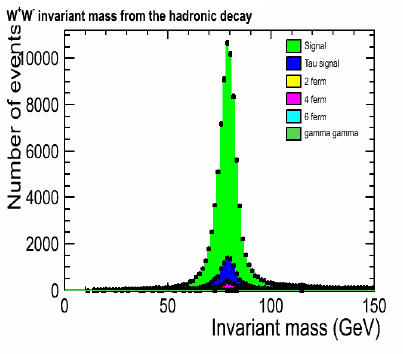 W⁺W⁻ invariant mass from the hadronic decay
Number of events
10000
8000
6000
4000
2000
0
Signal
Tau signal
2 ferm
4 ferm
6 ferm
gamma gamma
0 50 100 150
Invariant mass (GeV)